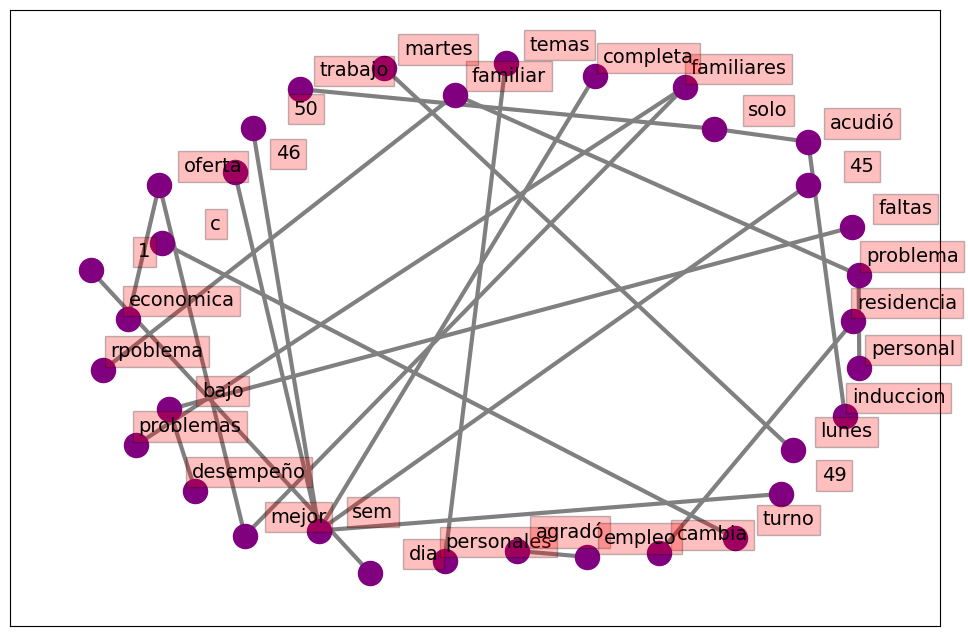 temas
martes
completa
familiares
trabajo
familiar
50
solo
acudió
46
45
oferta
faltas
c
1
problema
economica
residencia
rpoblema
personal
bajo
induccion
problemas
lunes
desempeño
49
mejor
sem
turno
agradó
cambia
empleo
personales
dia